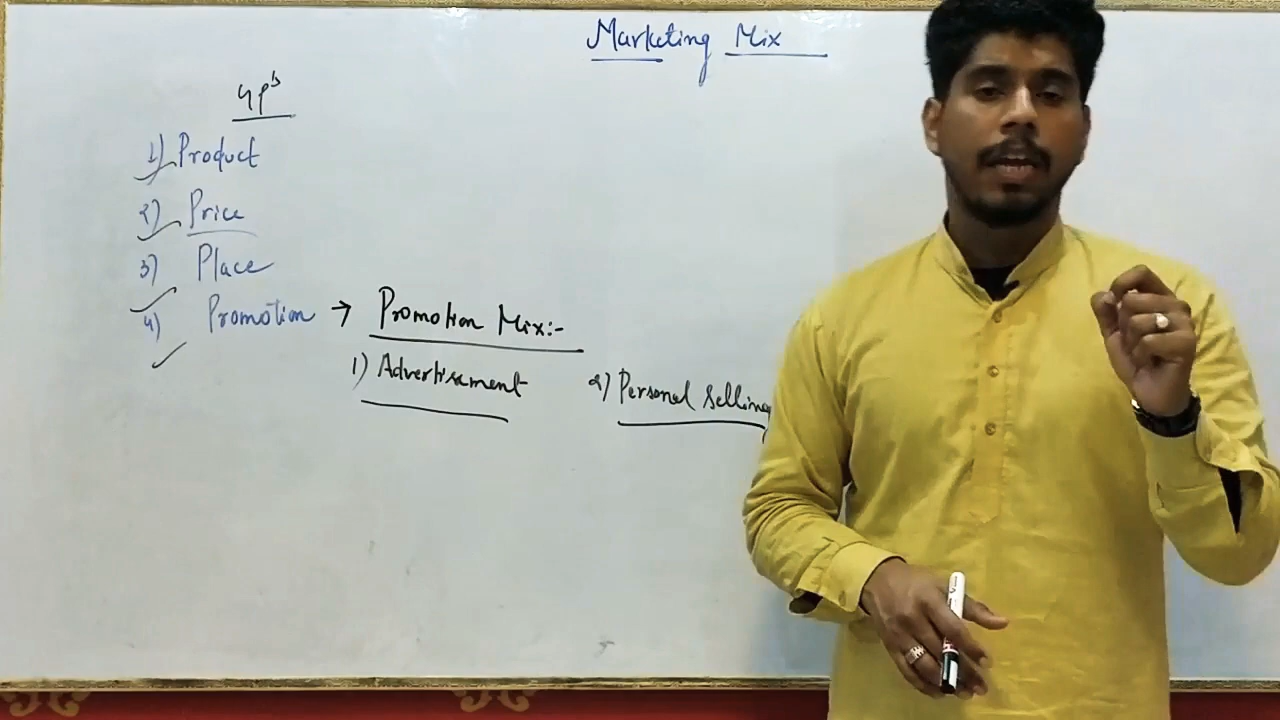 Marketing Mix
4p's
1) Product
2) Price
3) Place
4) Promotion → Promotion Mix:-
1) Advertisement 2) Personal Selling